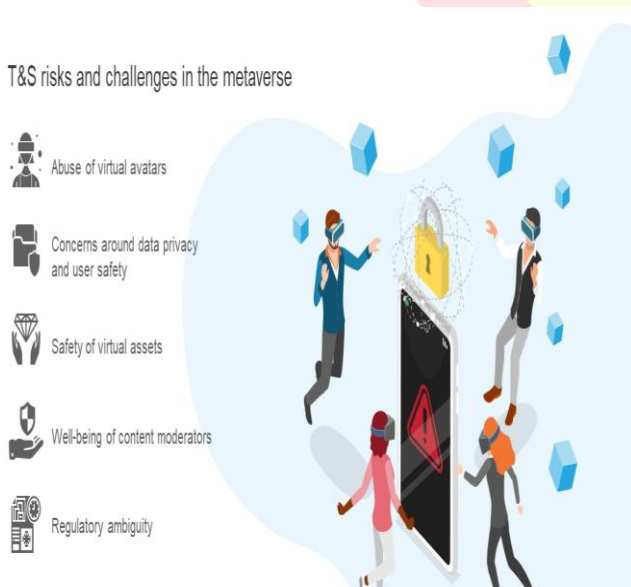 T&S risks and challenges in the metaverse
Abuse of virtual avatars
Concerns around data privacy
and user safety
Safety of virtual assets
Well-being of content moderators
Regulatory ambiguity